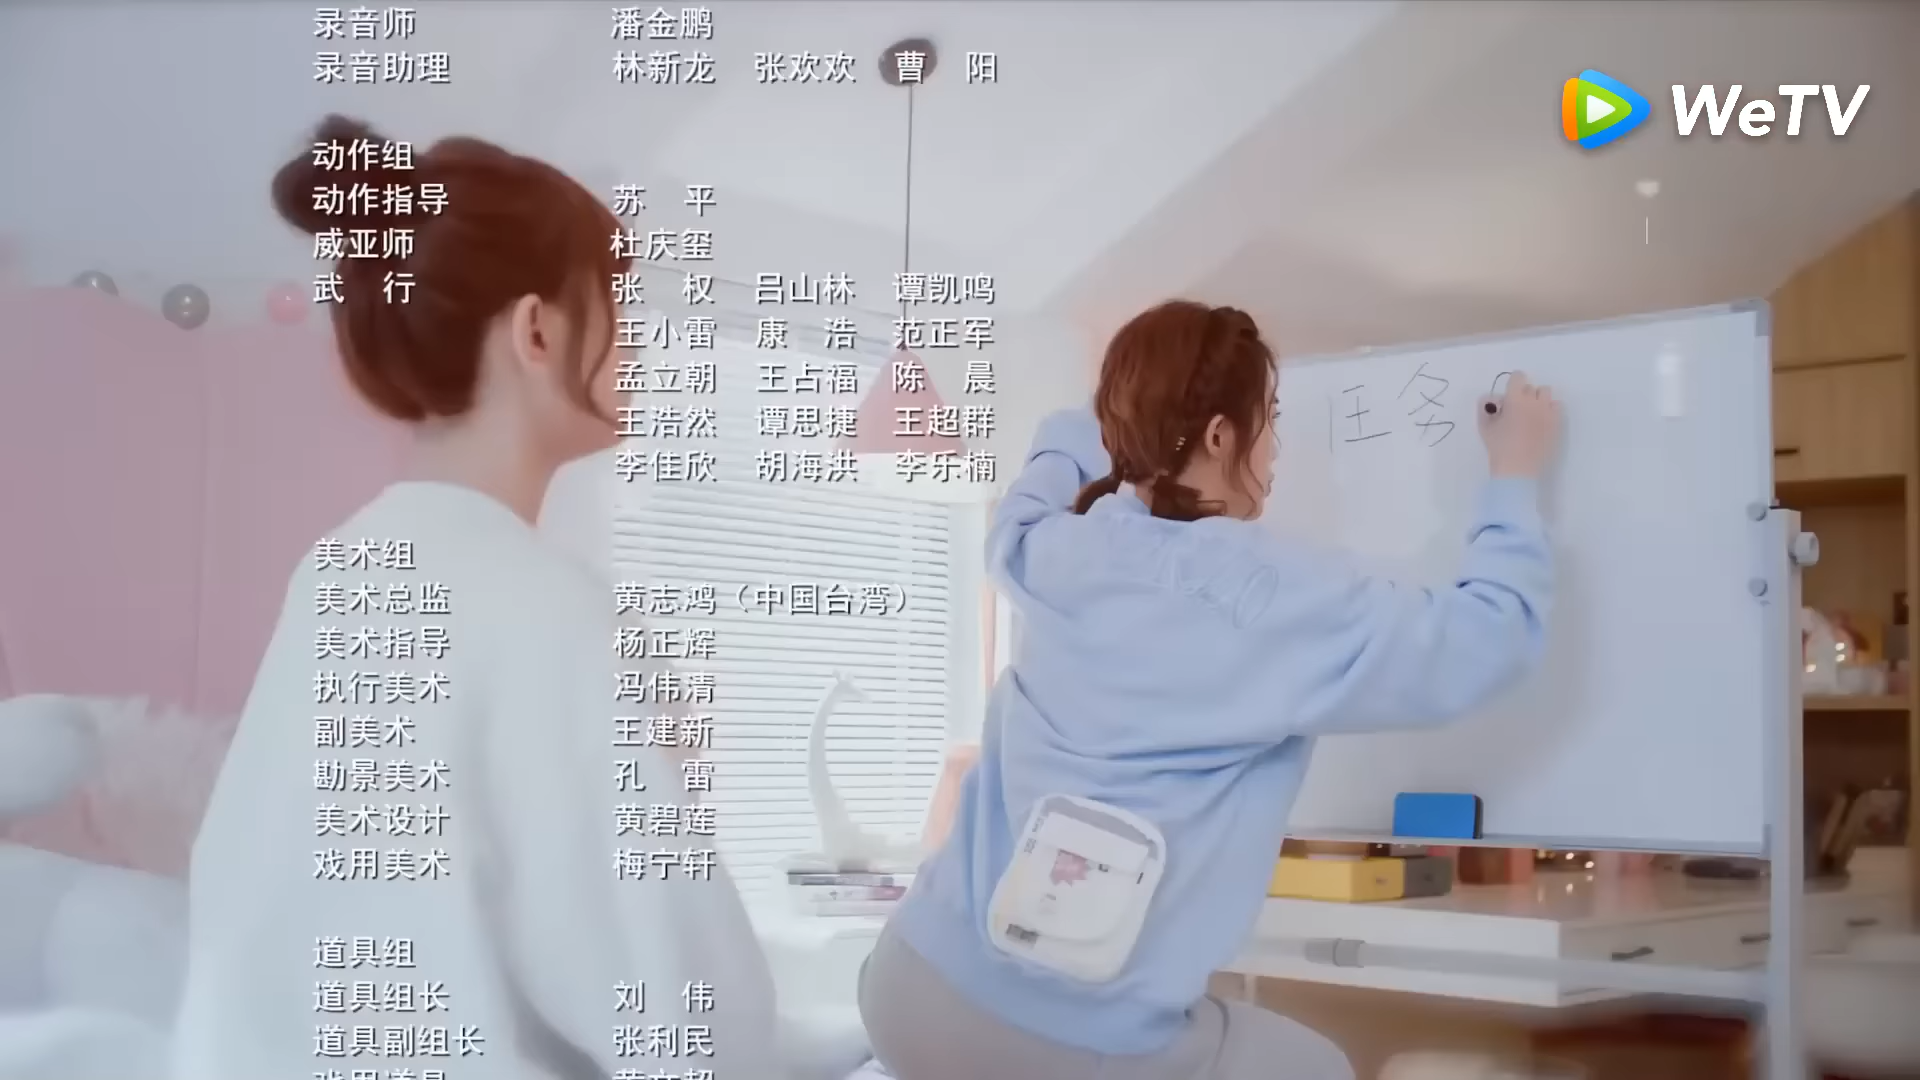 录音师 潘金鹏
录音助理 林新龙 张欢欢 曹 阳
WeTV
动作组
动作指导 苏 平
威亚师 杜庆玺
武 行 张 权 吕山林 谭凯鸣
王小雷 康 浩 范正军
孟立朝 王占福 陈 晨
王浩然 谭思捷 王超群
李佳欣 胡海洪 李乐楠
务
美术组
美术总监 黄志鸿（中国台湾）
美术指导 杨正辉
执行美术 冯伟清
副美术 王建新
勘景美术 孔 雷
美术设计 黄碧莲
戏用美术 梅宁轩
道具组
道具组长 刘 伟
道具副组长 张利民